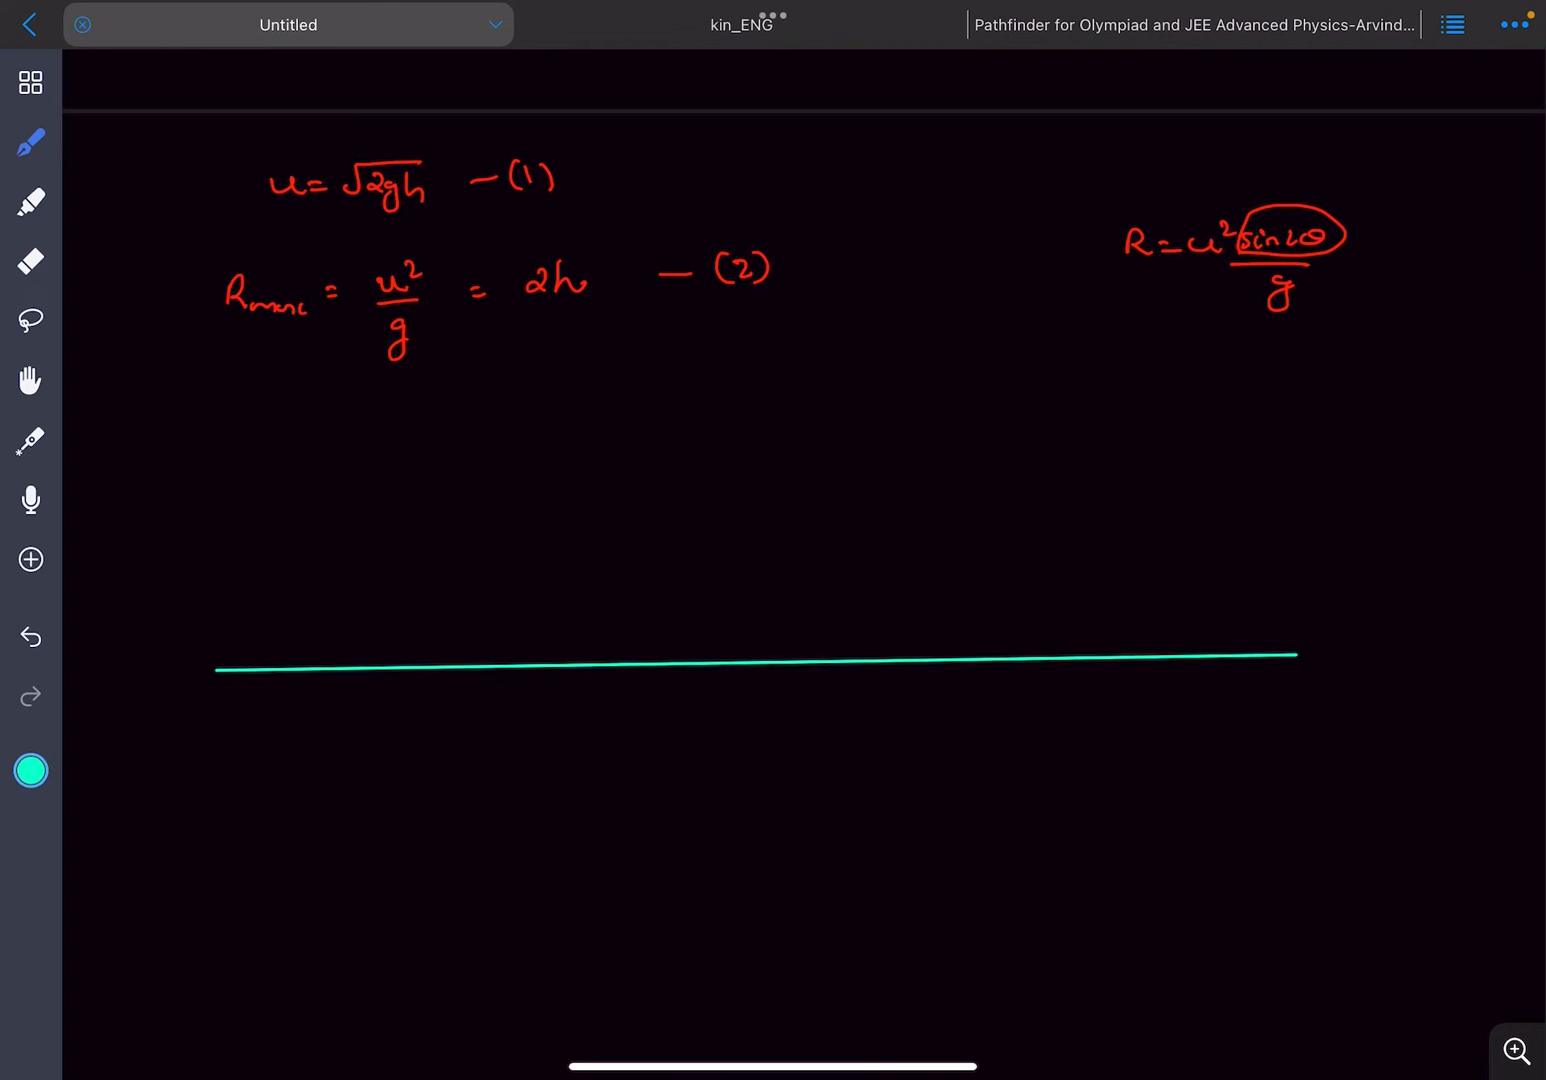 Untitled
kin_ENG
Pathfinder for Olympiad and JEE Advanced Physics-Arvind...
u = √2gh — (1)
R = u² sin2θ / g
Rmax = u² / g = 2h — (2)